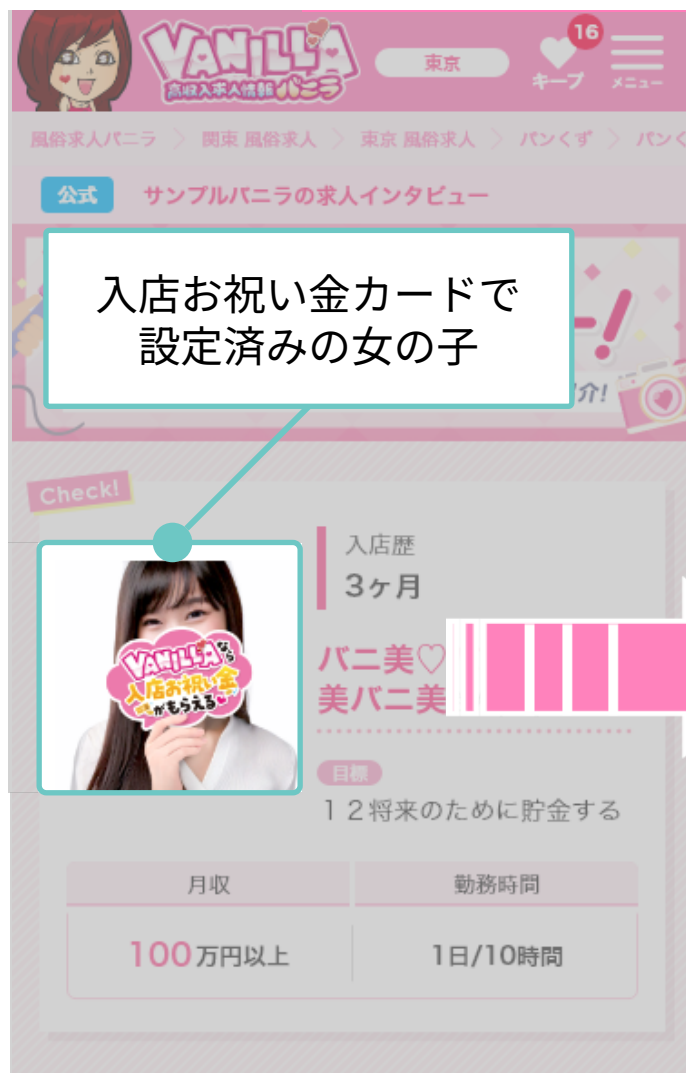 VANILLA
高収入求人情報バニラ
東京
16
キープ
メニュー
風俗求人バニラ > 関東 風俗求人 > 東京 風俗求人 > パンくず > パンく
公式 サンプルバニラの求人インタビュー
入店お祝い金カードで
設定済みの女の子
ー!
介!
Check!
入店歴
3ヶ月
バニ美♡
美バニ美
VANILLAなら
入店お祝い金
がもらえる
目標
12将来のために貯金する
月収 勤務時間
100万円以上 1日/10時間